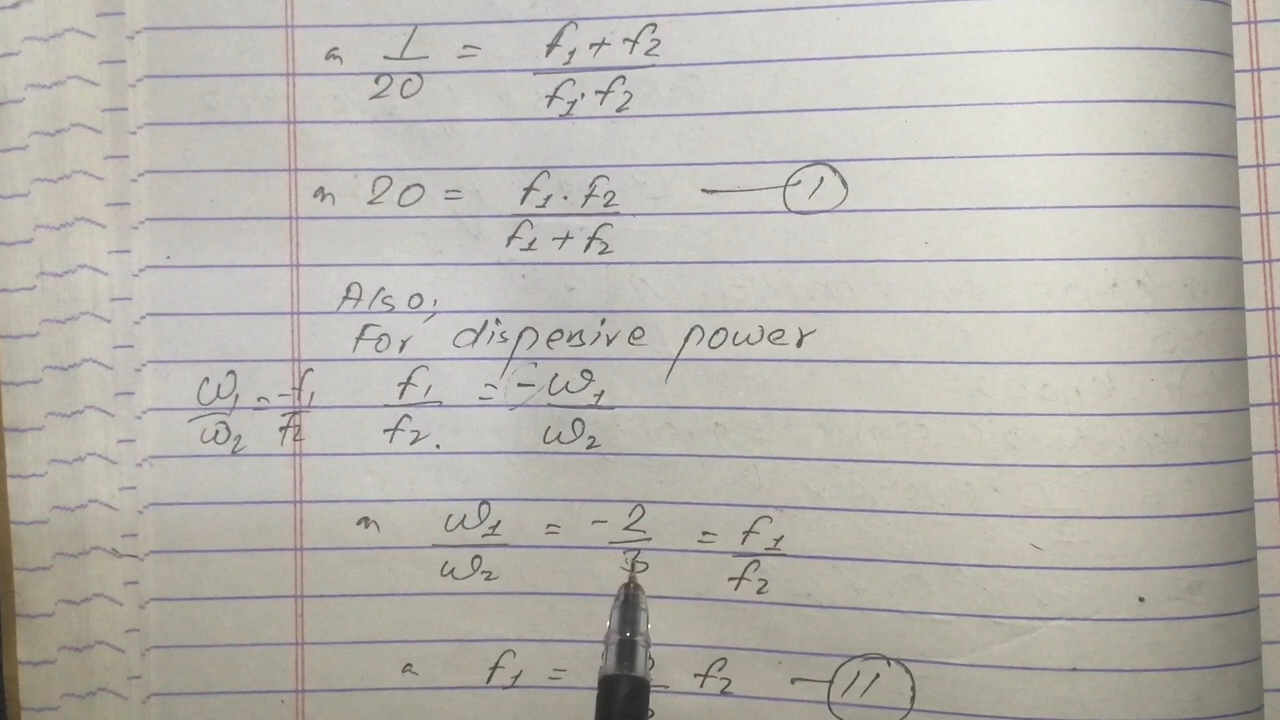 1/20 = f1 + f2 / f1 . f2
20 = f1 . f2 / f1 + f2 — I
Also,
For dispersive power
ω1/ω2 = -f1/f2 f1/f2. = -ω1/ω2
ω1/ω2 = -2/3 = f1/f2
f1 = f2 — II